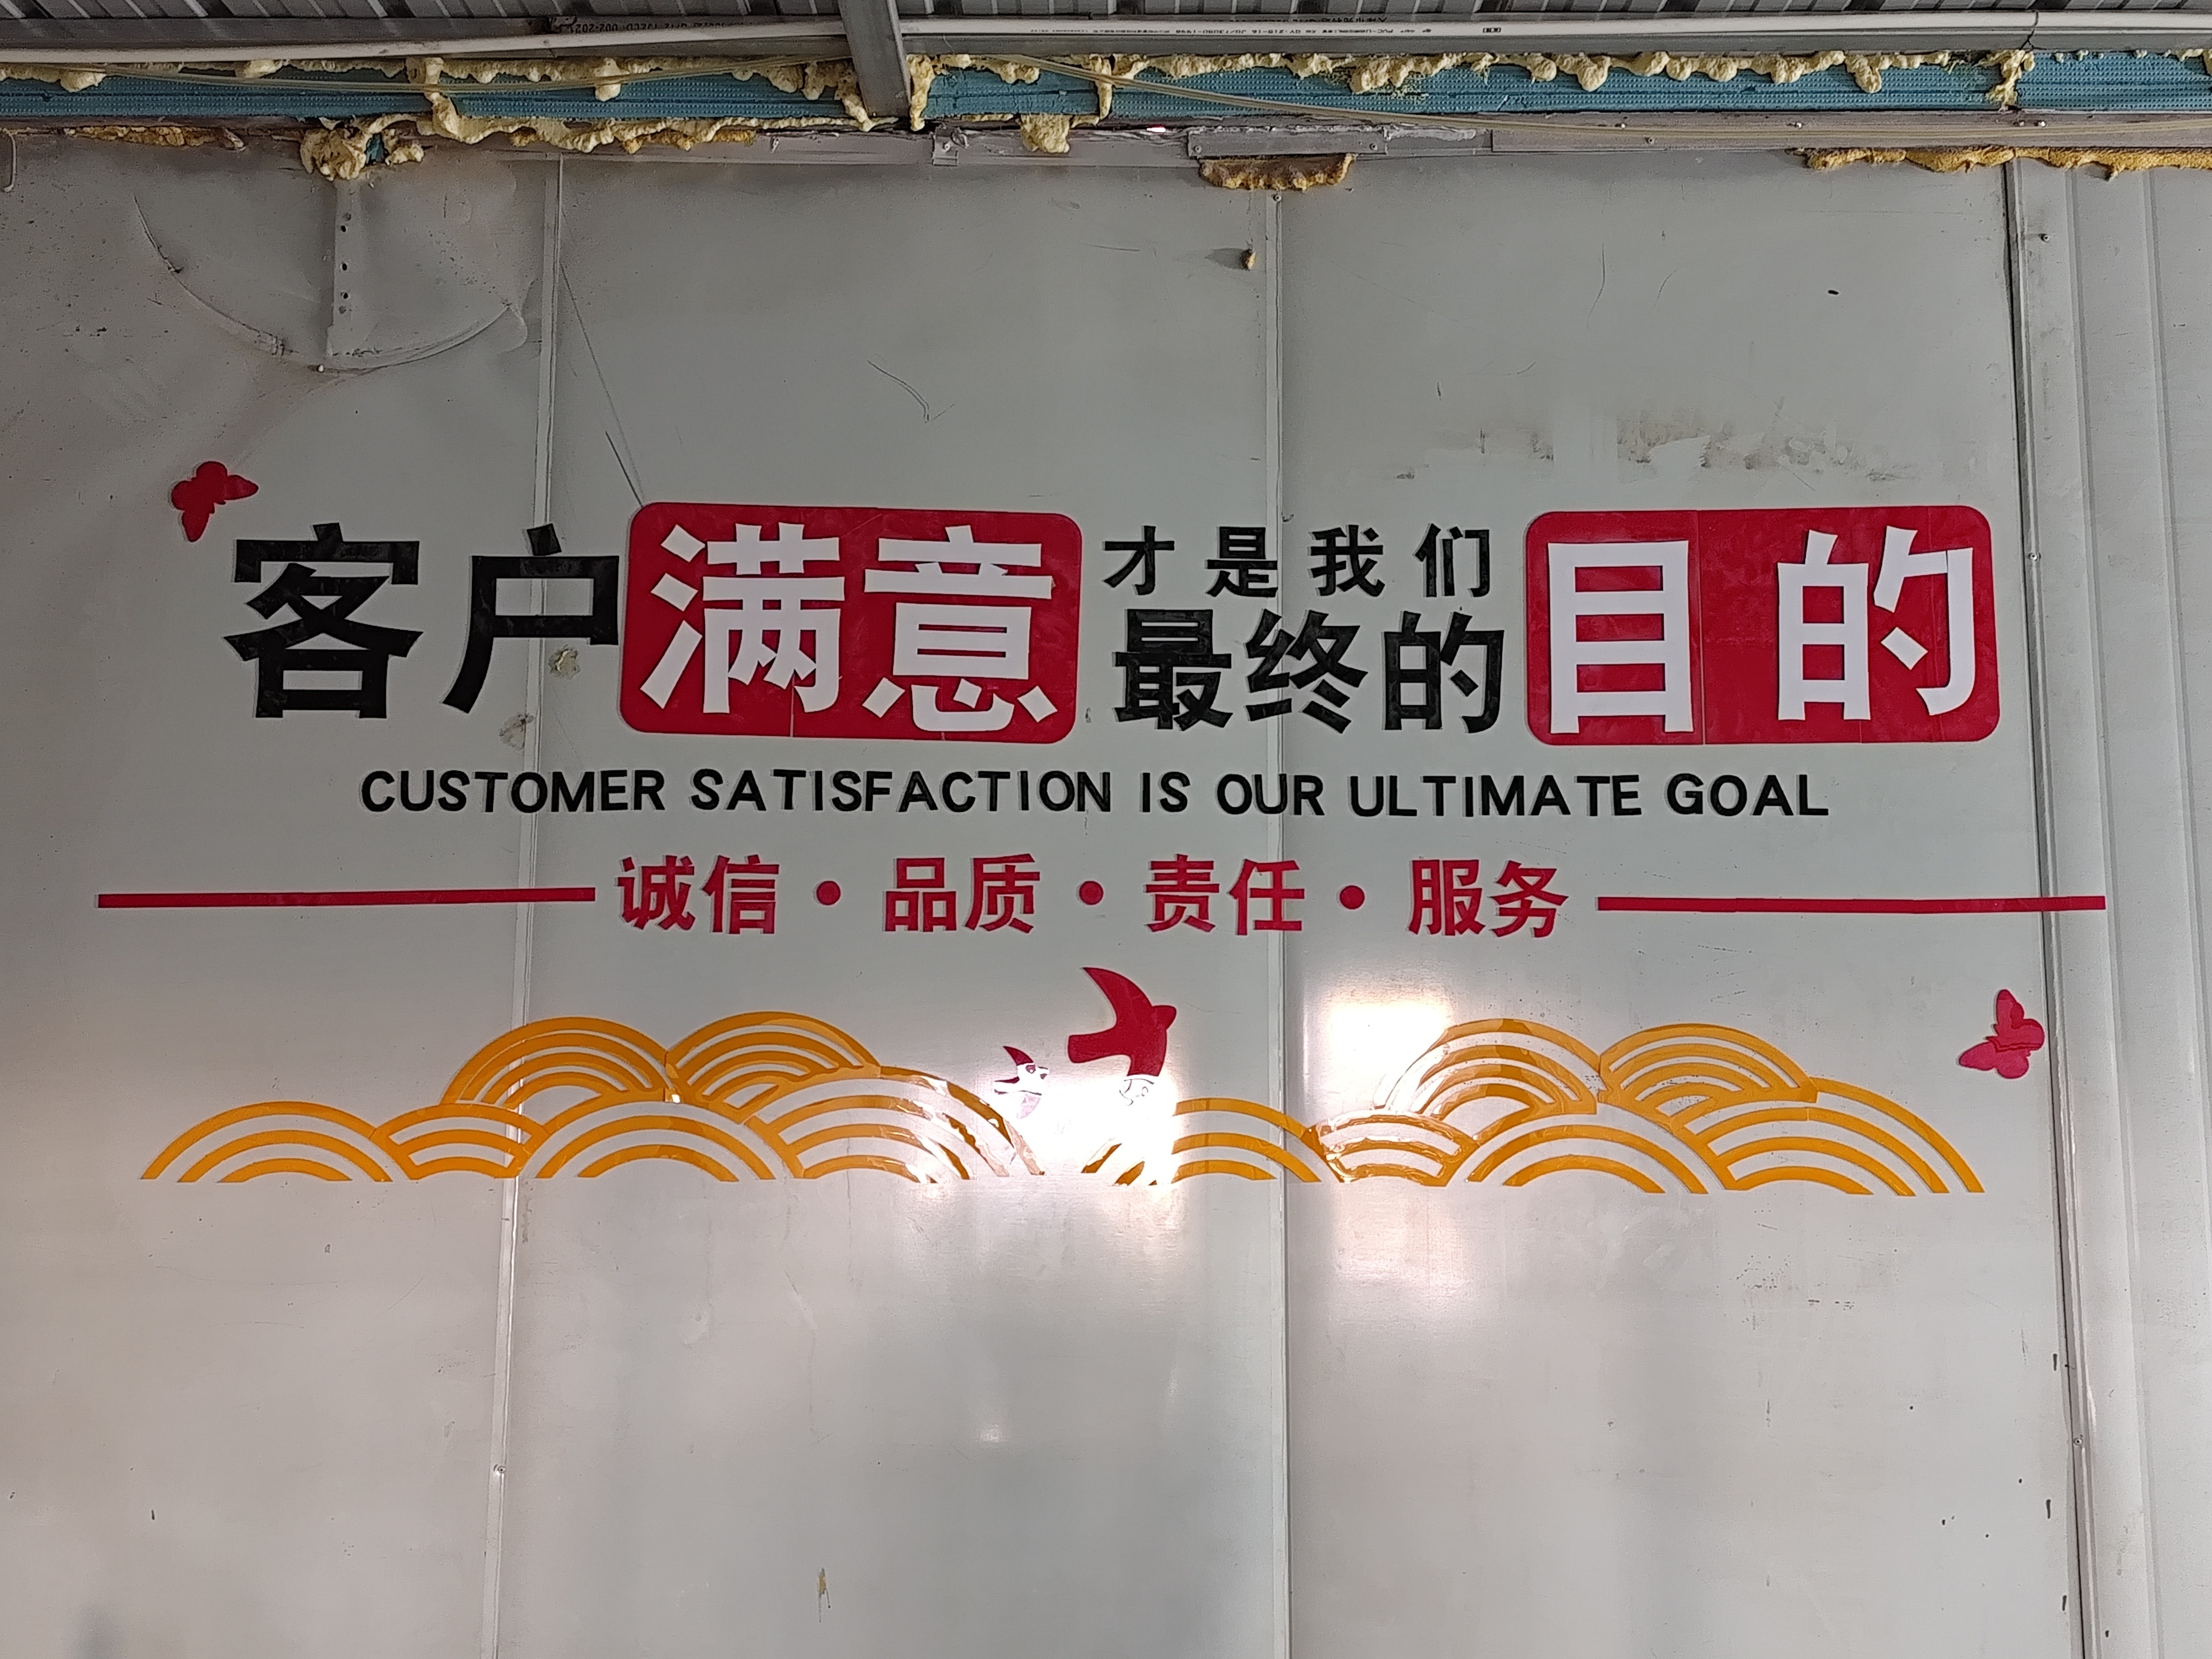 客户满意才是我们最终的目的
CUSTOMER SATISFACTION IS OUR ULTIMATE GOAL
诚信·品质·责任·服务